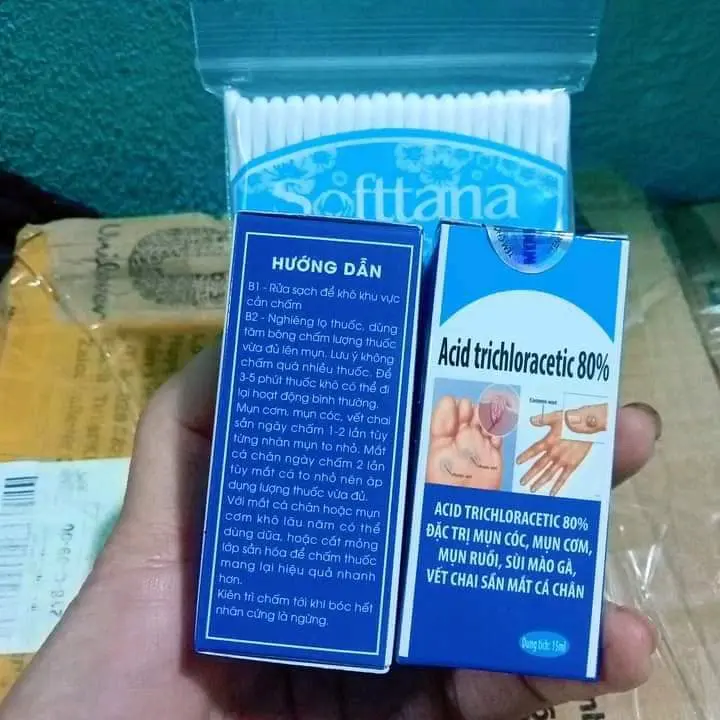 Softtana
HƯỚNG DẪN
B1 - Rửa sạch để khô khu vực
cần chấm
B2 - Nghiêng lọ thuốc, dùng
tăm bông chấm lượng thuốc
vừa đủ lên mụn. Lưu ý không
chấm quá nhiều thuốc. Để
3-5 phút thuốc khô có thể đi
lại hoạt động bình thường.
Mụn cơm, mụn cóc, vết chai
sần ngày chấm 1-2 lần tùy
từng nhân mụn to nhỏ. Mắt
cá chân ngày chấm 2 lần
tùy mắt cá to nhỏ nên áp
dụng lượng thuốc vừa đủ.
Với mắt cá chân hoặc mụn
cơm khô lâu năm có thể
dùng dũa, hoặc cắt mỏng
lớp sần hóa để chấm thuốc
mang lại hiệu quả nhanh
hơn.
Kiên trì chấm tới khi bóc hết
nhân cứng là ngừng.
Acid trichloracetic 80%
Common wart
ACID TRICHLORACETIC 80%
ĐẶC TRỊ MỤN CÓC, MỤN CƠM,
MỤN RUỒI, SÙI MÀO GÀ,
VẾT CHAI SẦN MẮT CÁ CHÂN
Dung tích: 15ml
Unilever